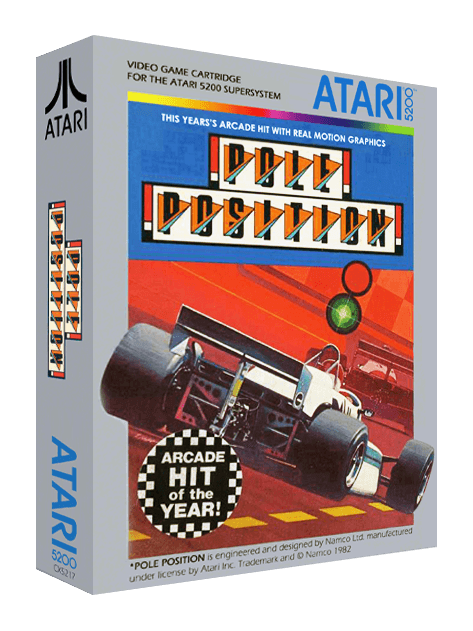 VIDEO GAME CARTRIDGE
FOR THE ATARI 5200 SUPERSYSTEM
ATARI
5200
THIS YEARS'S ARCADE HIT WITH REAL MOTION GRAPHICS
POLE
POSITION
ARCADE
HIT
of the
YEAR!
*POLE POSITION is engineered and designed by Namco Ltd. manufactured
under license by Atari Inc. Trademark and © Namco 1982
ATARI
POLE
POSITION
ATARI
5200
CX5217